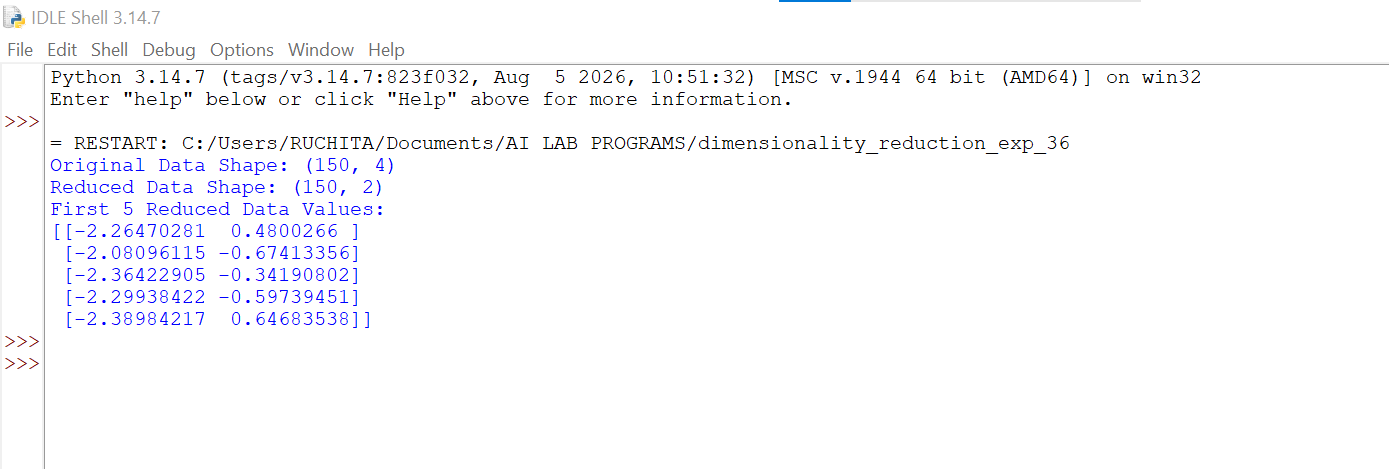 IDLE Shell 3.14.7
File Edit Shell Debug Options Window Help
Python 3.14.7 (tags/v3.14.7:823f032, Aug  5 2026, 10:51:32) [MSC v.1944 64 bit (AMD64)] on win32
Enter "help" below or click "Help" above for more information.
>>>
= RESTART: C:/Users/RUCHITA/Documents/AI LAB PROGRAMS/dimensionality_reduction_exp_36
Original Data Shape: (150, 4)
Reduced Data Shape: (150, 2)
First 5 Reduced Data Values:
[[-2.26470281  0.4800266 ]
 [-2.08096115 -0.67413356]
 [-2.36422905 -0.34190802]
 [-2.29938422 -0.59739451]
 [-2.38984217  0.64683538]]
>>>
>>>